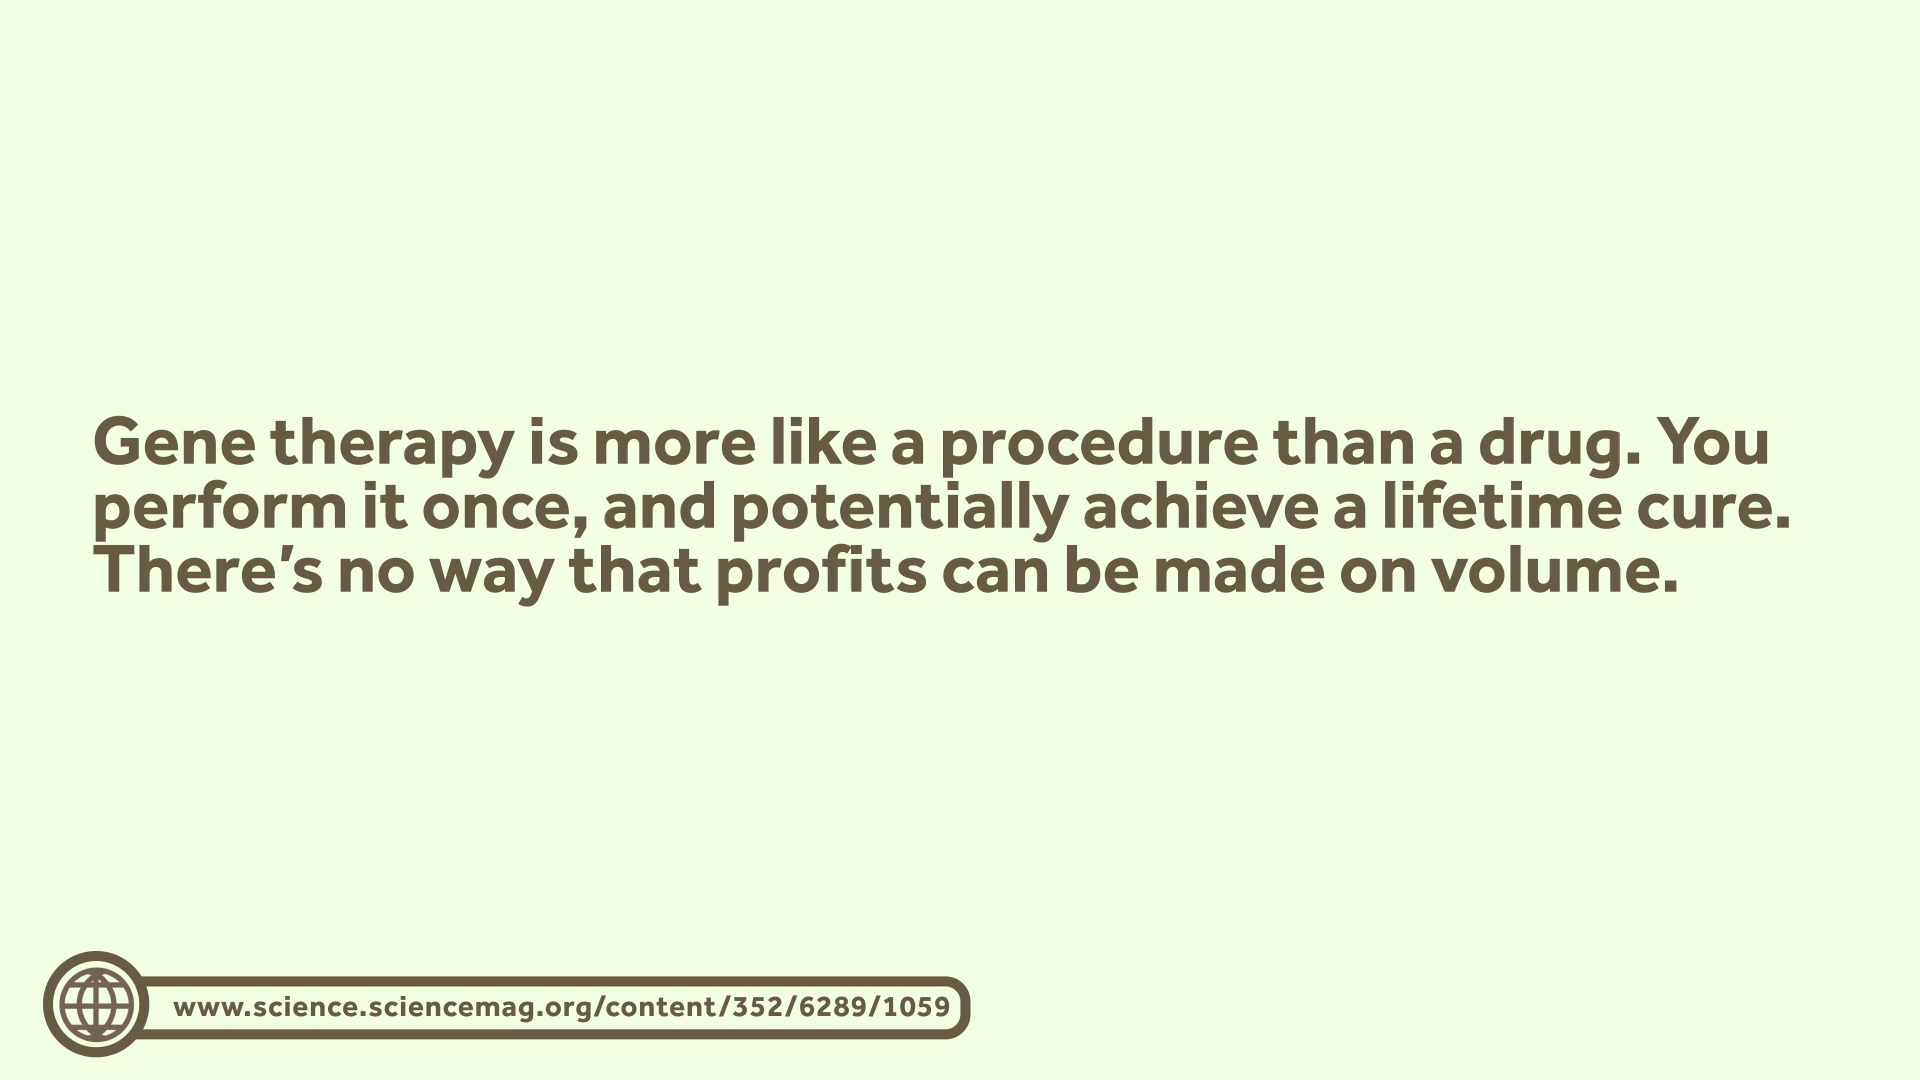 Gene therapy is more like a procedure than a drug. You
perform it once, and potentially achieve a lifetime cure.
There’s no way that profits can be made on volume.
www.science.sciencemag.org/content/352/6289/1059